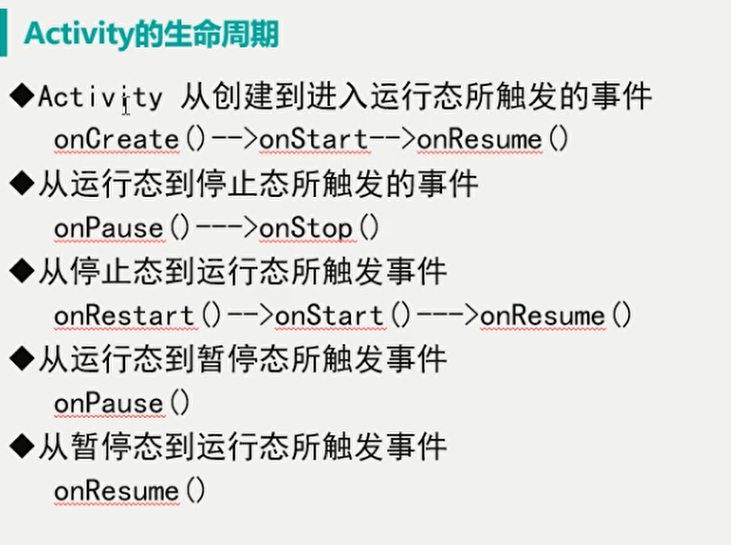 Activity的生命周期
◆Activity 从创建到进入运行态所触发的事件
onCreate()-->onStart-->onResume()
◆从运行态到停止态所触发的事件
onPause()--->onStop()
◆从停止态到运行态所触发事件
onRestart()-->onStart()--->onResume()
◆从运行态到暂停态所触发事件
onPause()
◆从暂停态到运行态所触发事件
onResume()